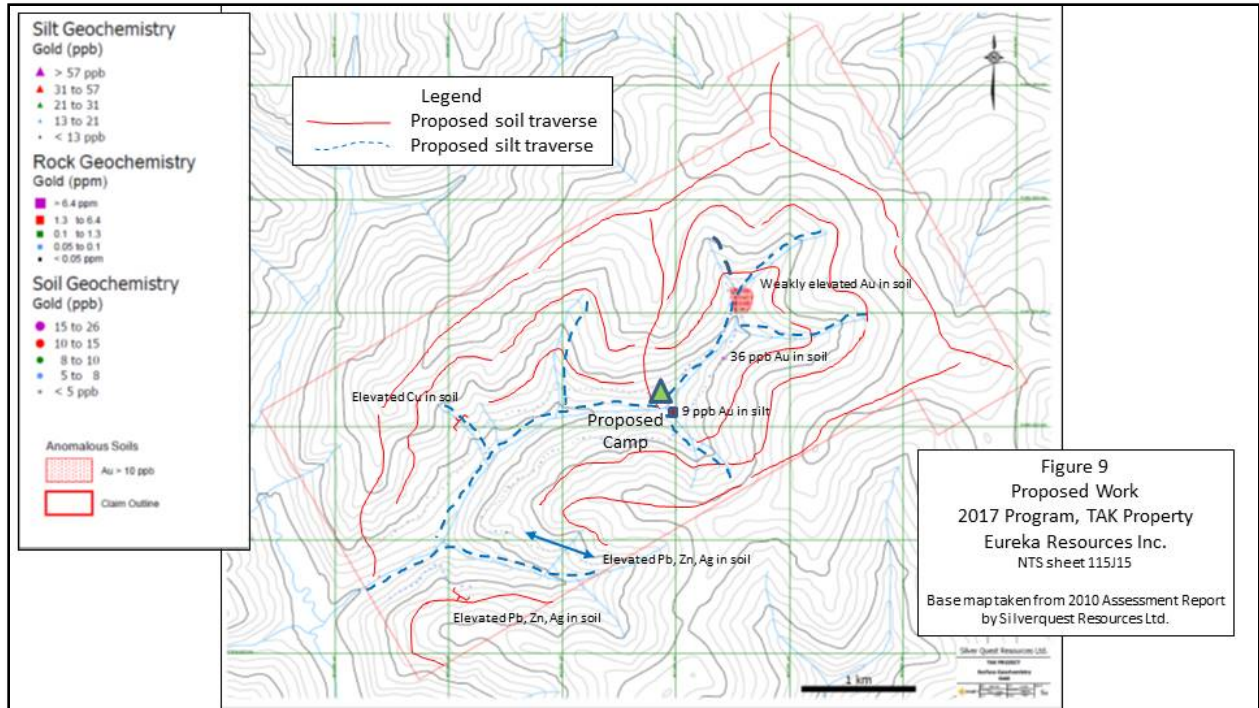 Silt Geochemistry
Gold (ppb)
> 57 ppb
31 to 57
21 to 31
13 to 21
< 13 ppb
Rock Geochemistry
Gold (ppm)
6.4 ppm
1.3 to 6.4
0.1 to 1.3
0.05 to 0.1
< 0.05 ppm
Soil Geochemistry
Gold (ppb)
15 to 26
10 to 15
8 to 10
5 to 8
< 5 ppb
Anomalous Soils
Au > 10 ppb
Claim Outline
Legend
Proposed soil traverse
Proposed silt traverse
Weakly elevated Au in soil
36 ppb Au in soil
Elevated Cu in soil
9 ppb Au in silt
Proposed
Camp
Elevated Pb, Zn, Ag in soil
Elevated Pb, Zn, Ag in soil
Figure 9
Proposed Work
2017 Program, TAK Property
Eureka Resources Inc.
NTS sheet 115J15
Base map taken from 2010 Assessment Report
by Silverquest Resources Ltd.
Silver Quest Resources Ltd.
TAK PROJECT
Surface Geochemistry
1 km